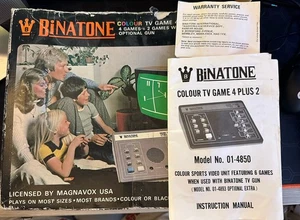 BINATONE
COLOUR TV GAME
4 GAMES + 2 GAMES W
OPTIONAL GUN
LICENSED BY MAGNAVOX USA
PLAYS ON MOST SIZES • MOST BRANDS • COLOUR OR BLAC
WARRANTY SERVICE
BINATONE
COLOUR TV GAME 4 PLUS 2
Model No. 01-4850
COLOUR SPORTS VIDEO UNIT FEATURING 6 GAMES
WHEN USED WITH BINATONE TV GUN
(MODEL NO. 01-4893 OPTIONAL EXTRA)
INSTRUCTION MANUAL